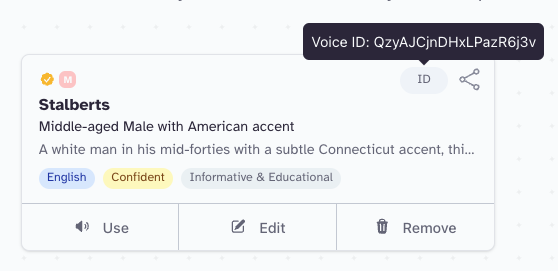 Voice ID: QzyAJCjnDHxLPazR6j3v
M
ID
Stalberts
Middle-aged Male with American accent
A white man in his mid-forties with a subtle Connecticut accent, thi...
English Confident Informative & Educational
Use Edit Remove